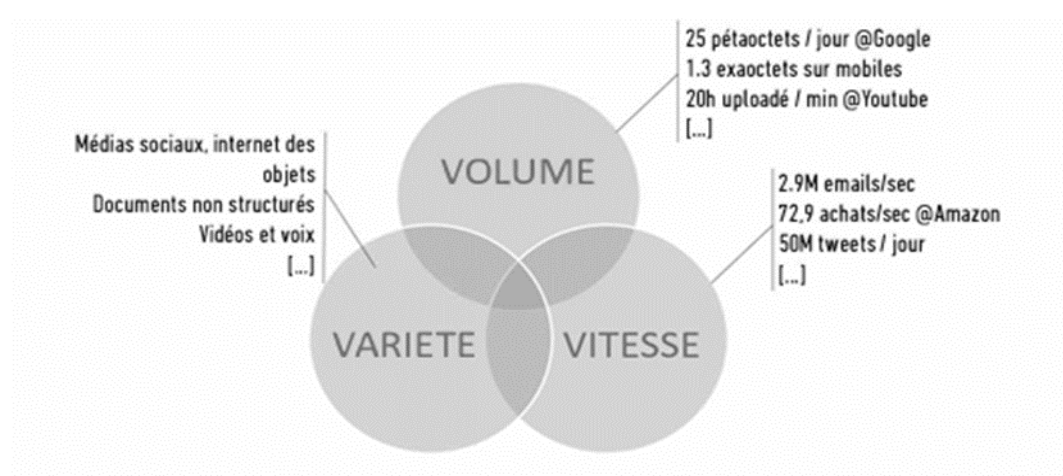 25 pétaoctets / jour @Google
1.3 exaoctets sur mobiles
20h uploadé / min @Youtube
[...]
Médias sociaux, internet des
objets
Documents non structurés
Vidéos et voix
[...]
VOLUME
2.9M emails/sec
72,9 achats/sec @Amazon
50M tweets / jour
[...]
VARIETE
VITESSE